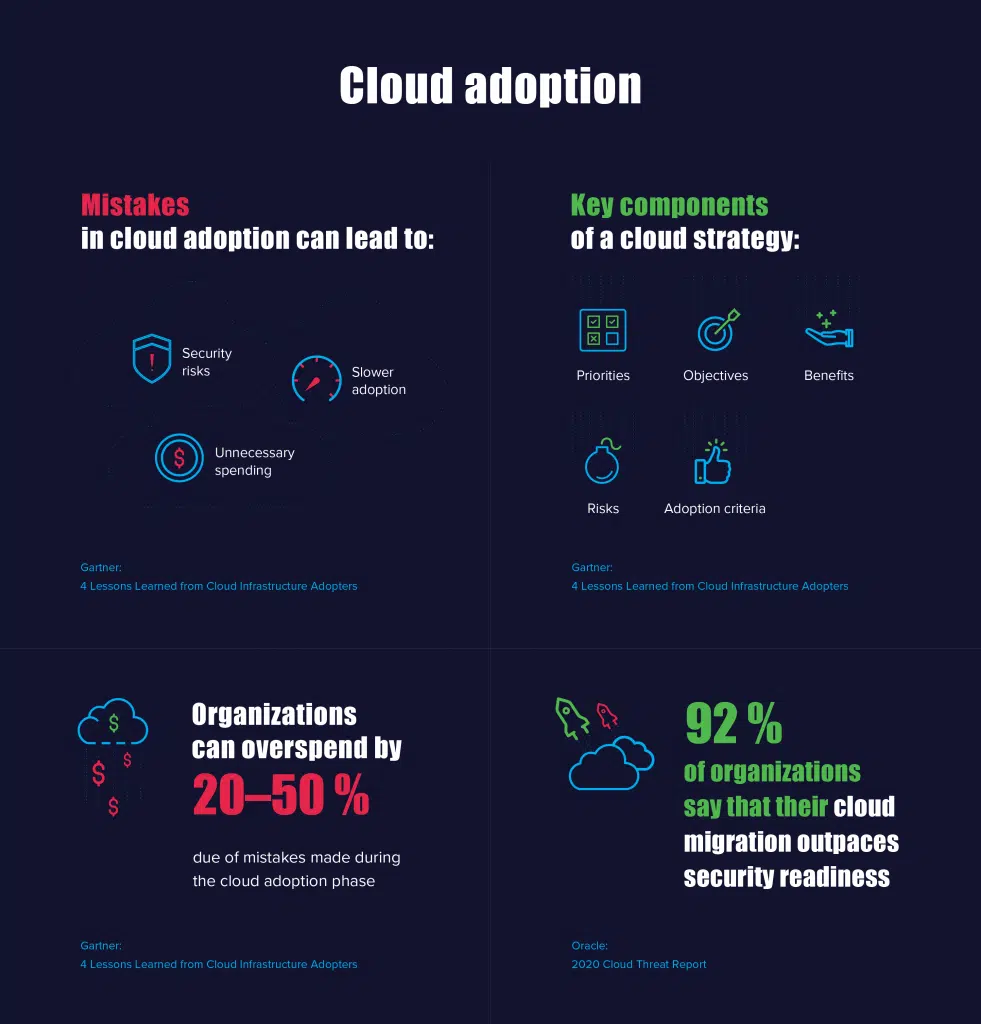 Cloud adoption
Mistakes
in cloud adoption can lead to:
Security
risks
Slower
adoption
Unnecessary
spending
Gartner:
4 Lessons Learned from Cloud Infrastructure Adopters
Key components
of a cloud strategy:
Priorities
Objectives
Benefits
Risks
Adoption criteria
Gartner:
4 Lessons Learned from Cloud Infrastructure Adopters
$
$
$
$
Organizations
can overspend by
20–50 %
due of mistakes made during
the cloud adoption phase
Gartner:
4 Lessons Learned from Cloud Infrastructure Adopters
92 %
of organizations
say that their cloud
migration outpaces
security readiness
Oracle:
2020 Cloud Threat Report